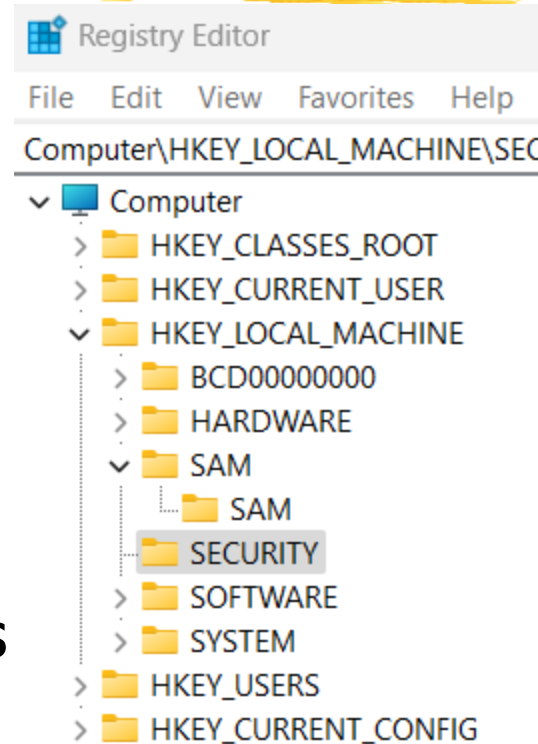 Registry Editor
File Edit View Favorites Help
Computer\HKEY_LOCAL_MACHINE\SEC
Computer
HKEY_CLASSES_ROOT
HKEY_CURRENT_USER
HKEY_LOCAL_MACHINE
BCD00000000
HARDWARE
SAM
SAM
SECURITY
SOFTWARE
s
SYSTEM
HKEY_USERS
HKEY_CURRENT_CONFIG